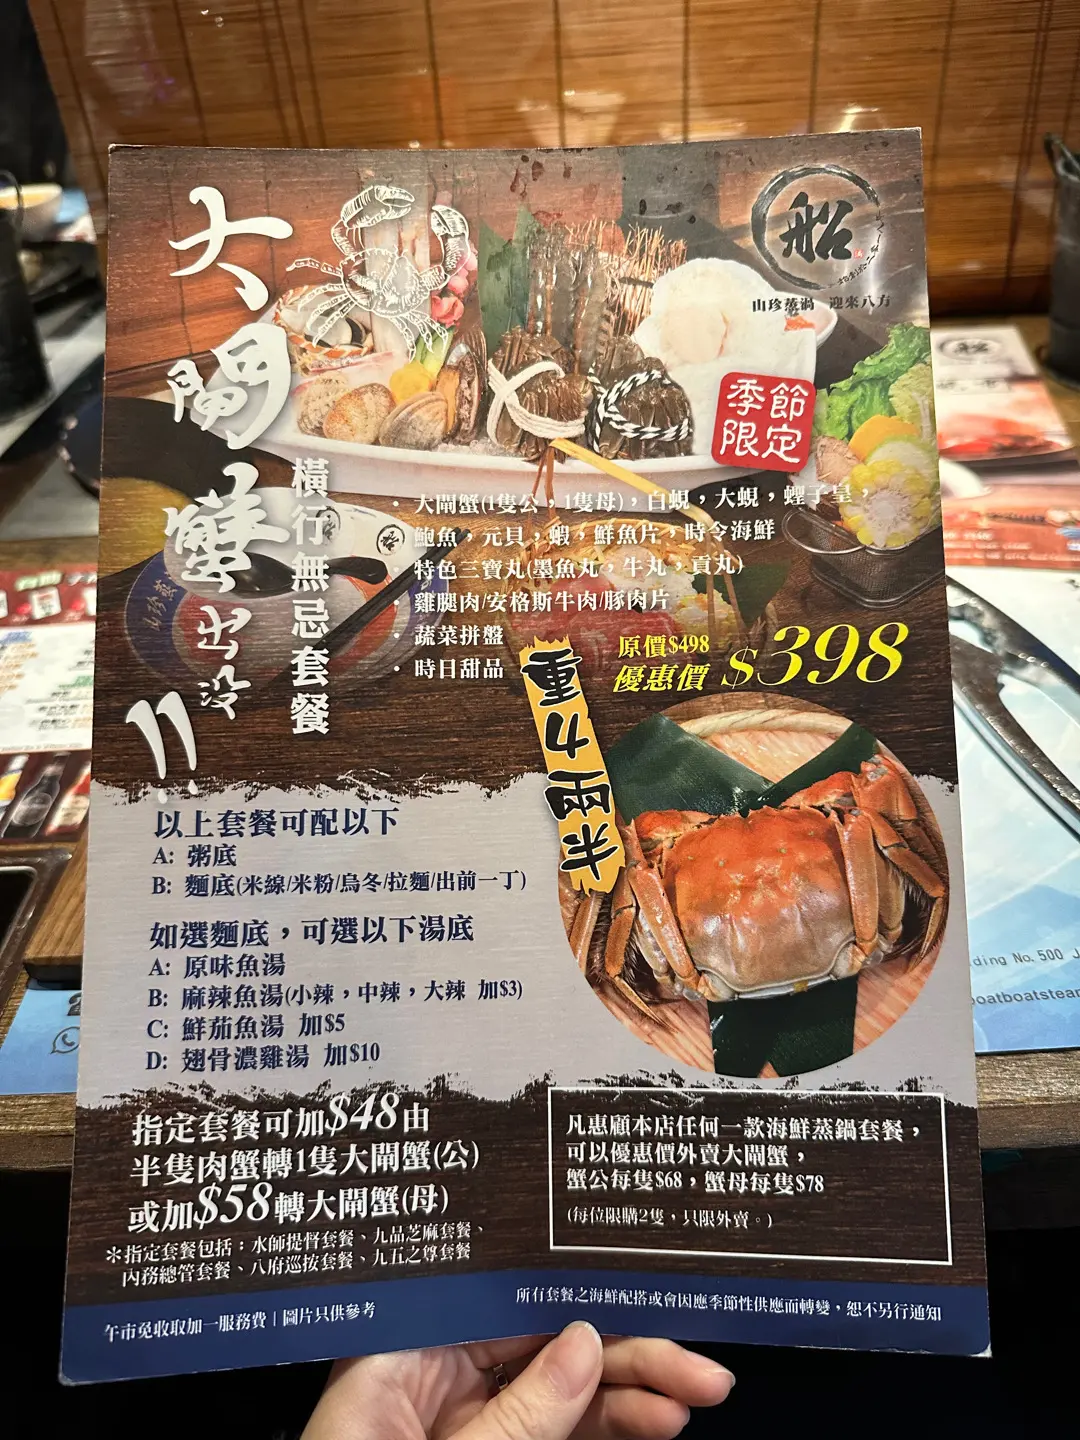 大閘蟹出沒!!
橫行無忌套餐
船
山珍蒸鍋 迎來八方
季節
限定
• 大閘蟹(1隻公，1隻母)，白蜆，大蜆，蟶子皇，
鮑魚，元貝，蝦，鮮魚片，時令海鮮
• 特色三寶丸(墨魚丸，牛丸，貢丸)
• 雞腿肉/安格斯牛肉/豚肉片
• 蔬菜拼盤
• 時日甜品
原價$498
優惠價 $398
重4両半
以上套餐可配以下
A: 粥底
B: 麵底(米線/米粉/烏冬/拉麵/出前一丁)
如選麵底，可選以下湯底
A: 原味魚湯
B: 麻辣魚湯(小辣，中辣，大辣 加$3)
C: 鮮茄魚湯 加$5
D: 翅骨濃雞湯 加$10
指定套餐可加$48由
半隻肉蟹轉1隻大閘蟹(公)
或加$58轉大閘蟹(母)
＊指定套餐包括：水師提督套餐、九品芝麻套餐、
內務總管套餐、八府巡按套餐、九五之尊套餐
凡惠顧本店任何一款海鮮蒸鍋套餐，
可以優惠價外賣大閘蟹，
蟹公每隻$68，蟹母每隻$78
(每位限購2隻，只限外賣。)
午市免收取加一服務費 | 圖片只供參考
所有套餐之海鮮配搭或會因應季節性供應而轉變，恕不另行通知
ding No. 500 J
boatboatstea